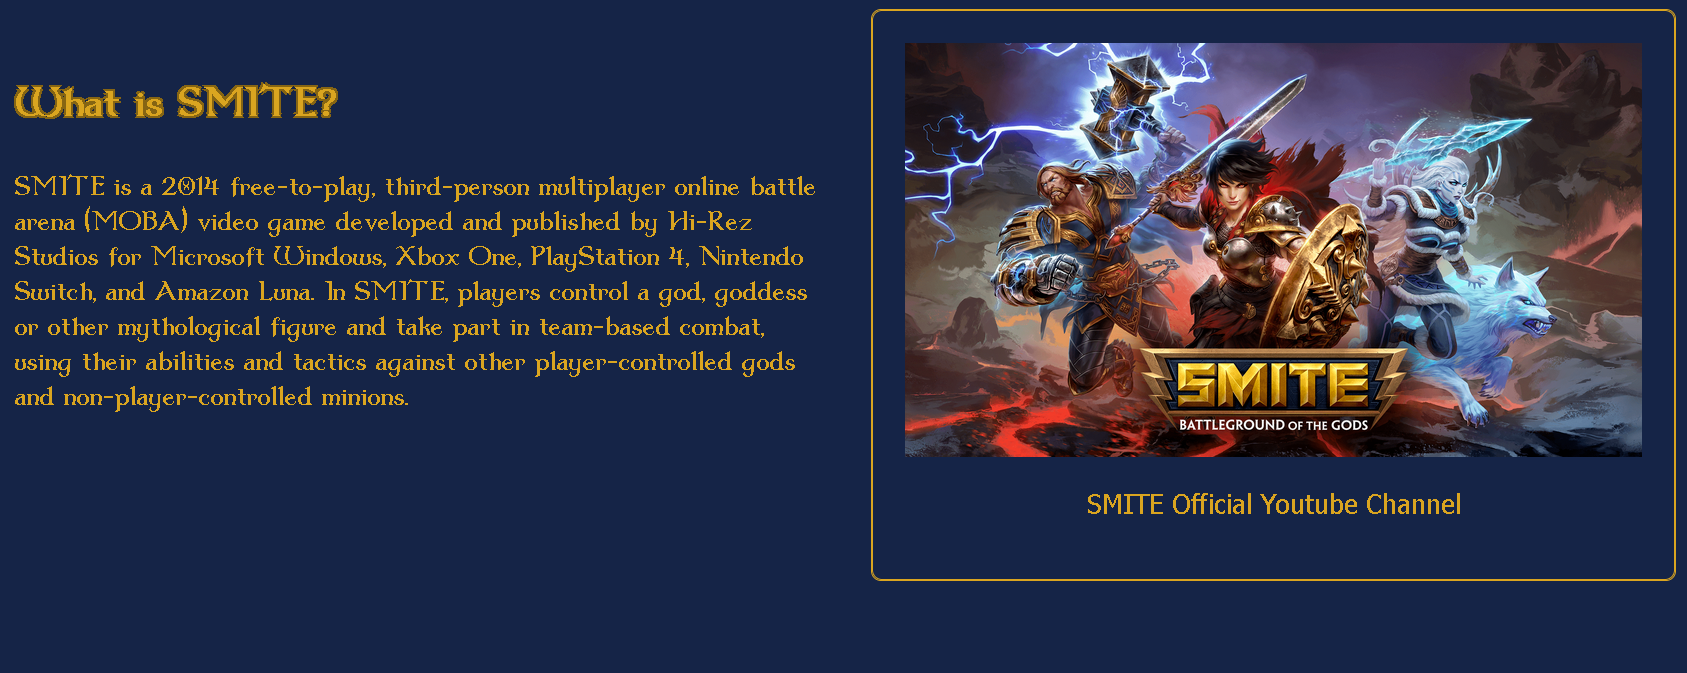 What is SMITE?
SMITE is a 2014 free-to-play, third-person multiplayer online battle
arena (MOBA) video game developed and published by Hi-Rez
Studios for Microsoft Windows, Xbox One, PlayStation 4, Nintendo
Switch, and Amazon Luna. In SMITE, players control a god, goddess
or other mythological figure and take part in team-based combat,
using their abilities and tactics against other player-controlled gods
and non-player-controlled minions.
SMITE
BATTLEGROUND OF THE GODS
SMITE Official Youtube Channel